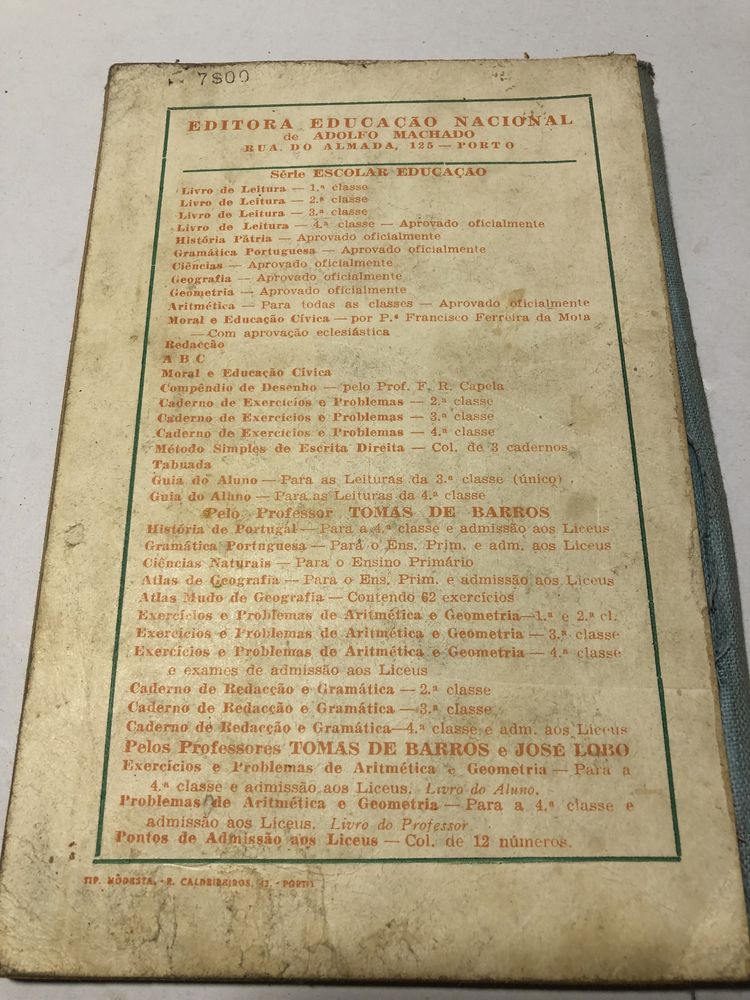 7$00
EDITORA EDUCAÇÃO NACIONAL
de ADOLFO MACHADO
RUA DO ALMADA, 125 — PORTO
Série ESCOLAR EDUCAÇÃO
Livro de Leitura — 1.ª classe
Livro de Leitura — 2.ª classe
Livro de Leitura — 3.ª classe
Livro de Leitura — 4.ª classe — Aprovado oficialmente
História Pátria — Aprovado oficialmente
Gramática Portuguesa — Aprovado oficialmente
Ciências — Aprovado oficialmente
Geografia — Aprovado oficialmente
Geometria — Aprovado oficialmente
Aritmética — Para todas as classes — Aprovado oficialmente
Moral e Educação Cívica — por P.e Francisco Ferreira da Mota
— Com aprovação eclesiástica
Redacção
A B C
Moral e Educação Cívica
Compêndio de Desenho — pelo Prof. F. R. Capela
Caderno de Exercícios e Problemas — 2.ª classe
Caderno de Exercícios e Problemas — 3.ª classe
Caderno de Exercícios e Problemas — 4.ª classe
Método Simples de Escrita Direita — Col. de 3 cadernos
Tabuada
Guia do Aluno — Para as Leituras da 3.ª classe (único).
Guia do Aluno — Para as Leituras da 4.ª classe
Pelo Professor TOMAS DE BARROS
História de Portugal — Para a 4.ª classe e admissão aos Liceus
Gramática Portuguesa — Para o Ens. Prim. e adm. aos Liceus
Ciências Naturais — Para o Ensino Primário
Atlas de Geografia — Para o Ens. Prim. e admissão aos Liceus
Atlas Mudo de Geografia — Contendo 62 exercícios
Exercícios e Problemas de Aritmética e Geometria — 1.ª e 2.ª cl.
Exercícios e Problemas de Aritmética e Geometria — 3.ª classe
Exercícios e Problemas de Aritmética e Geometria — 4.ª classe
e exames de admissão aos Liceus
Caderno de Redacção e Gramática — 2.ª classe
Caderno de Redacção e Gramática — 3.ª classe
Caderno de Redacção e Gramática — 4.ª classe e adm. aos Liceus
Pelos Professores TOMAS DE BARROS e JOSÉ LOBO
Exercícios e Problemas de Aritmética e Geometria — Para a
4.ª classe e admissão aos Liceus. Livro do Aluno.
Problemas de Aritmética e Geometria — Para a 4.ª classe e
admissão aos Liceus. Livro do Professor
Pontos de Admissão aos Liceus — Col. de 12 números.
TIP. MODESTA, - R. CALDEIREIROS, - PORTO